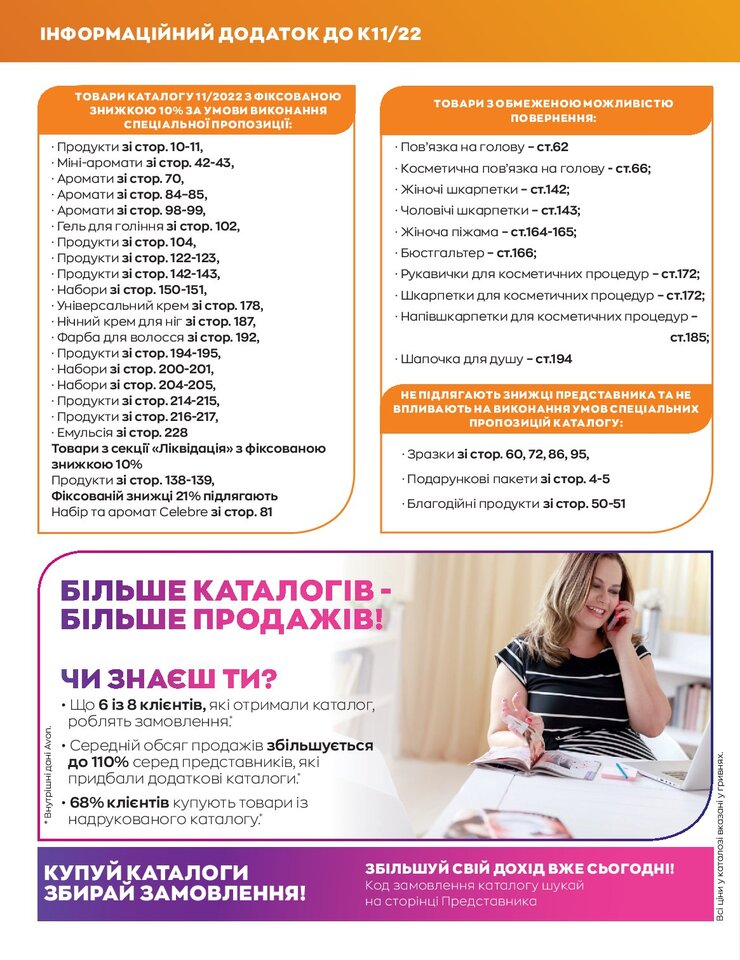 ІНФОРМАЦІЙНИЙ ДОДАТОК ДО К11/22
ТОВАРИ КАТАЛОГУ 11/2022 З ФІКСОВАНОЮ
ЗНИЖКОЮ 10% ЗА УМОВИ ВИКОНАННЯ
СПЕЦІАЛЬНОЇ ПРОПОЗИЦІЇ:
· Продукти зі стор. 10-11,
· Міні-аромати зі стор. 42-43,
· Аромати зі стор. 70,
· Аромати зі стор. 84–85,
· Аромати зі стор. 98-99,
· Гель для гоління зі стор. 102,
· Продукти зі стор. 104,
· Продукти зі стор. 122-123,
· Продукти зі стор. 142-143,
· Набори зі стор. 150-151,
· Універсальний крем зі стор. 178,
· Нічний крем для ніг зі стор. 187,
· Фарба для волосся зі стор. 192,
· Продукти зі стор. 194-195,
· Набори зі стор. 200-201,
· Набори зі стор. 204-205,
· Продукти зі стор. 214-215,
· Продукти зі стор. 216-217,
· Емульсія зі стор. 228
Товари з секції «Ліквідація» з фіксованою
знижкою 10%
Продукти зі стор. 138-139,
Фіксованій знижці 21% підлягають
Набір та аромат Celebre зі стор. 81
ТОВАРИ З ОБМЕЖЕНОЮ МОЖЛИВІСТЮ
ПОВЕРНЕННЯ:
· Пов’язка на голову – ст.62
· Косметична пов’язка на голову - ст.66;
· Жіночі шкарпетки – ст.142;
· Чоловічі шкарпетки – ст.143;
· Жіноча піжама – ст.164-165;
· Бюстгальтер – ст.166;
· Рукавички для косметичних процедур – ст.172;
· Шкарпетки для косметичних процедур – ст.172;
· Напівшкарпетки для косметичних процедур –
ст.185;
· Шапочка для душу – ст.194
НЕ ПІДЛЯГАЮТЬ ЗНИЖЦІ ПРЕДСТАВНИКА ТА НЕ
ВПЛИВАЮТЬ НА ВИКОНАННЯ УМОВ СПЕЦІАЛЬНИХ
ПРОПОЗИЦІЙ КАТАЛОГУ:
· Зразки зі стор. 60, 72, 86, 95,
· Подарункові пакети зі стор. 4-5
· Благодійні продукти зі стор. 50-51
БІЛЬШЕ КАТАЛОГІВ -
БІЛЬШЕ ПРОДАЖІВ!
ЧИ ЗНАЄШ ТИ?
• Що 6 із 8 клієнтів, які отримали каталог,
роблять замовлення.*
• Середній обсяг продажів збільшується
до 110% серед представників, які
придбали додаткові каталоги.*
• 68% клієнтів купують товари із
надрукованого каталогу.*
* Внутрішні дані Avon.
КУПУЙ КАТАЛОГИ
ЗБИРАЙ ЗАМОВЛЕННЯ!
ЗБІЛЬШУЙ СВІЙ ДОХІД ВЖЕ СЬОГОДНІ!
Код замовлення каталогу шукай
на сторінці Представника
Всі ціни у каталозі вказані у гривнях.